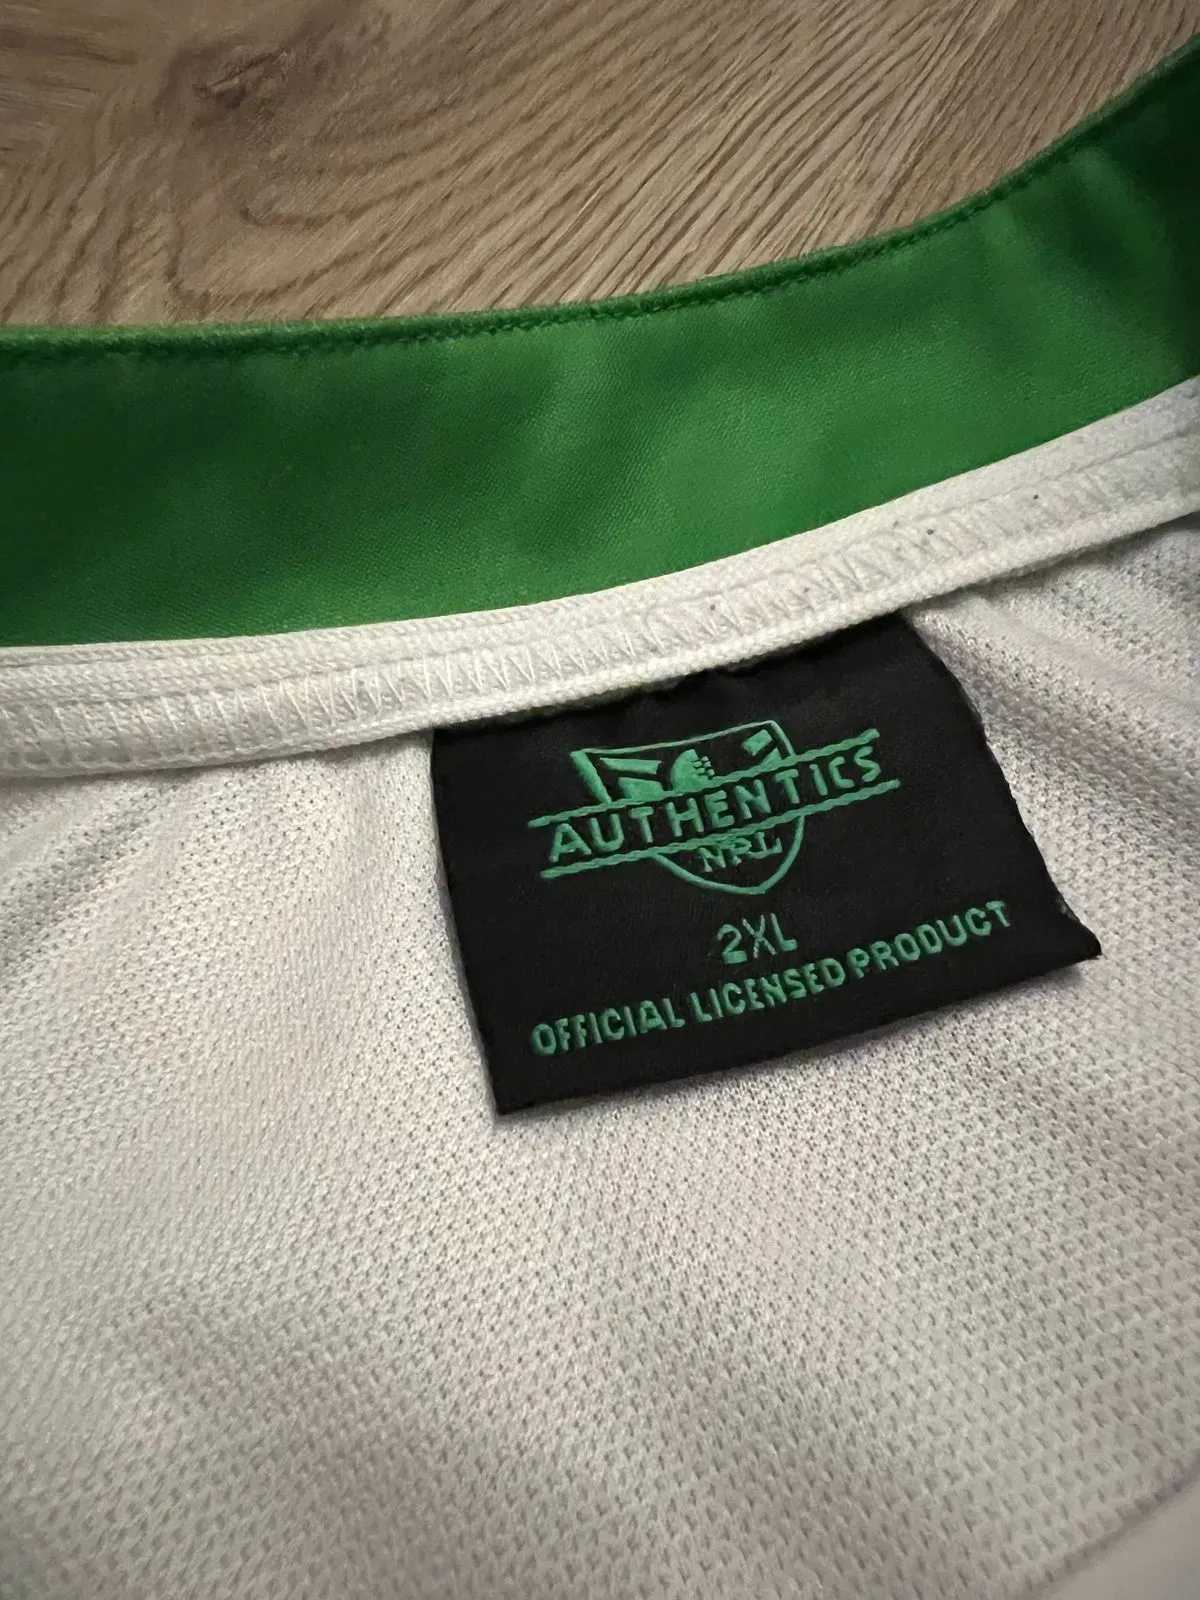 AUTHENTICS
NRL
2XL
OFFICIAL LICENSED PRODUCT